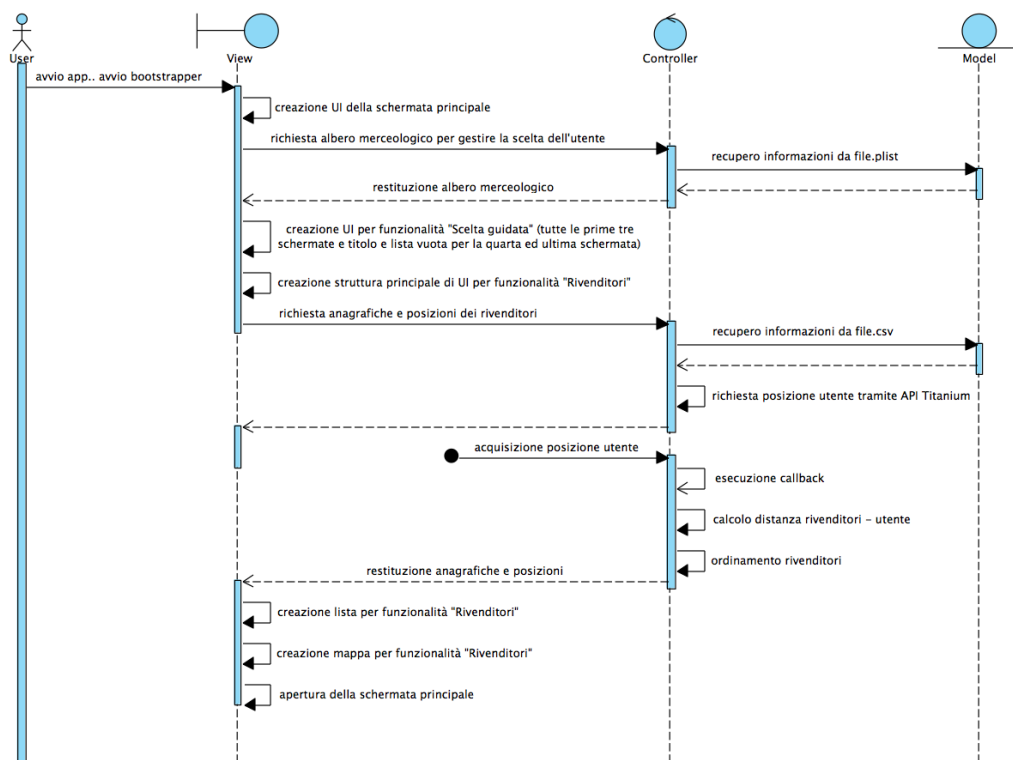 User
View
Controller
Model
avvio app.. avvio bootstrapper
creazione UI della schermata principale
richiesta albero merceologico per gestire la scelta dell'utente
recupero informazioni da file.plist
restituzione albero merceologico
creazione UI per funzionalità "Scelta guidata" (tutte le prime tre
schermate e titolo e lista vuota per la quarta ed ultima schermata)
creazione struttura principale di UI per funzionalità "Rivenditori"
richiesta anagrafiche e posizioni dei rivenditori
recupero informazioni da file.csv
richiesta posizione utente tramite API Titanium
acquisizione posizione utente
esecuzione callback
calcolo distanza rivenditori - utente
ordinamento rivenditori
restituzione anagrafiche e posizioni
creazione lista per funzionalità "Rivenditori"
creazione mappa per funzionalità "Rivenditori"
apertura della schermata principale